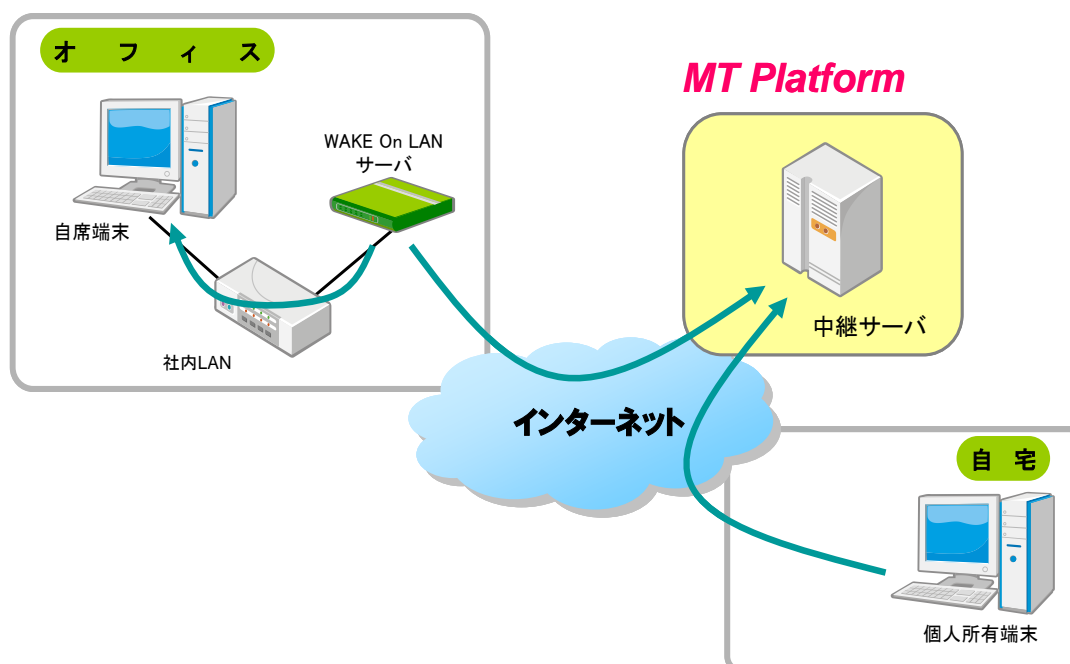 オフィス
MT Platform
WAKE On LAN
サーバ
自席端末
中継サーバ
社内LAN
インターネット
自宅
個人所有端末